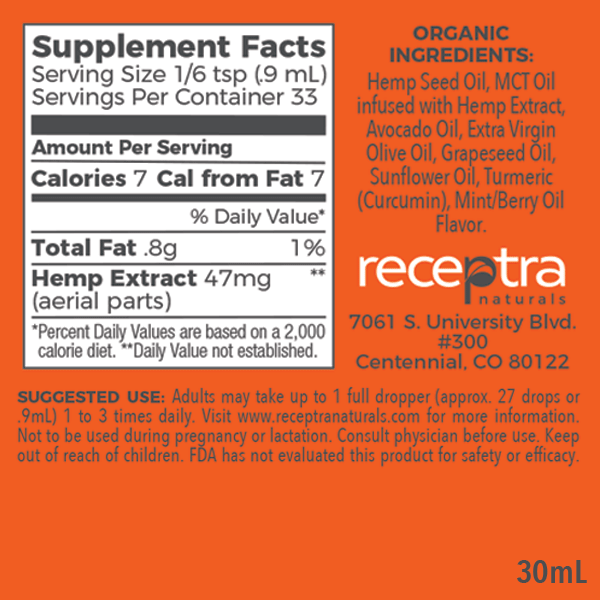 Supplement Facts
Serving Size 1/6 tsp (.9 mL)
Servings Per Container 33
Amount Per Serving
Calories 7 Cal from Fat 7
% Daily Value*
Total Fat .8g 1%
Hemp Extract 47mg **
(aerial parts)
*Percent Daily Values are based on a 2,000
calorie diet. **Daily Value not established.
ORGANIC
INGREDIENTS:
Hemp Seed Oil, MCT Oil
infused with Hemp Extract,
Avocado Oil, Extra Virgin
Olive Oil, Grapeseed Oil,
Sunflower Oil, Turmeric
(Curcumin), Mint/Berry Oil
Flavor.
receptra
naturals
7061 S. University Blvd.
#300
Centennial, CO 80122
SUGGESTED USE: Adults may take up to 1 full dropper (approx. 27 drops or
.9mL) 1 to 3 times daily. Visit www.receptranaturals.com for more information.
Not to be used during pregnancy or lactation. Consult physician before use. Keep
out of reach of children. FDA has not evaluated this product for safety or efficacy.
30mL